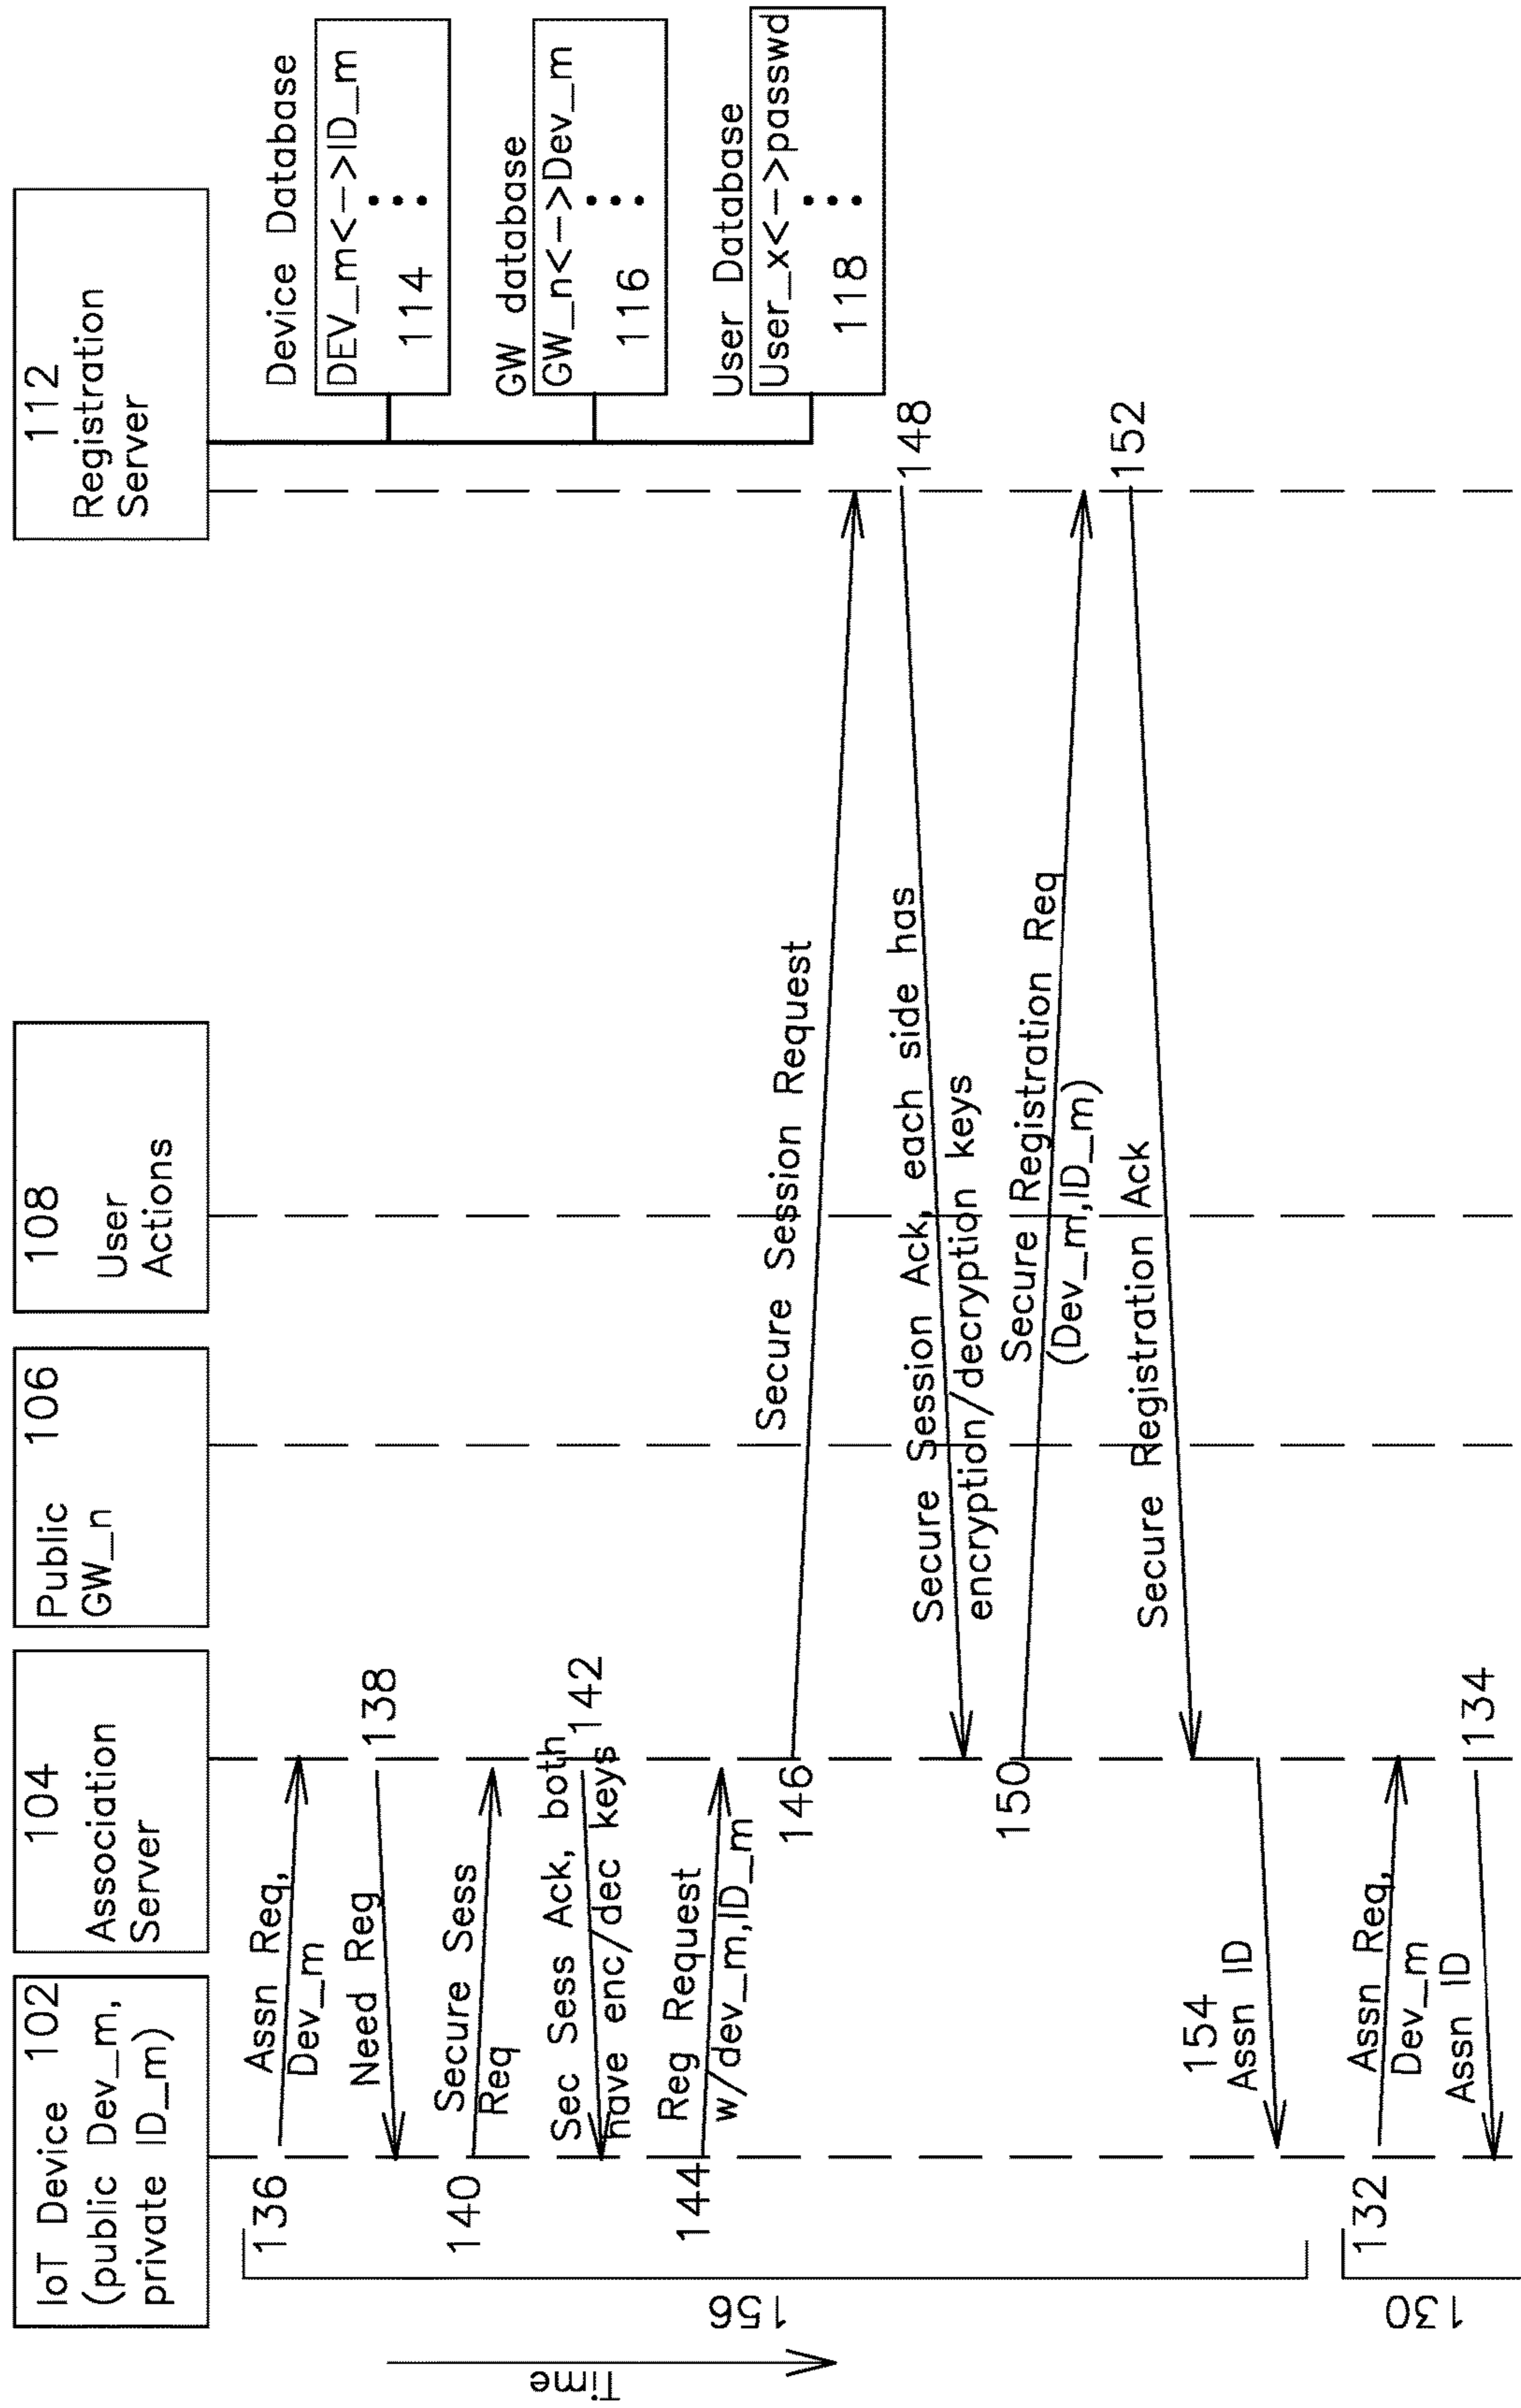 IoT Device 102
(public Dev_m,
private ID_m)
104
Association
Server
Public 106
GW_n
108
User
Actions
112
Registration
Server
Device Database
DEV_m<->ID_m
114
GW database
GW_n<->Dev_m
116
User Database
User_x<->passwd
118
Time
156
136
Assn Req,
Dev_m
138
Need Reg
140
Secure Sess
Req
142
Sec Sess Ack, both
have enc/dec keys
144
Reg Request
w/dev_m,ID_m
146
Secure Session Request
148
Secure Session Ack, each side has
encryption/decryption keys
150
Secure Registration Req
(Dev_m,ID_m)
152
Secure Registration Ack
154
Assn ID
130
132
Assn Req,
Dev_m
134
Assn ID